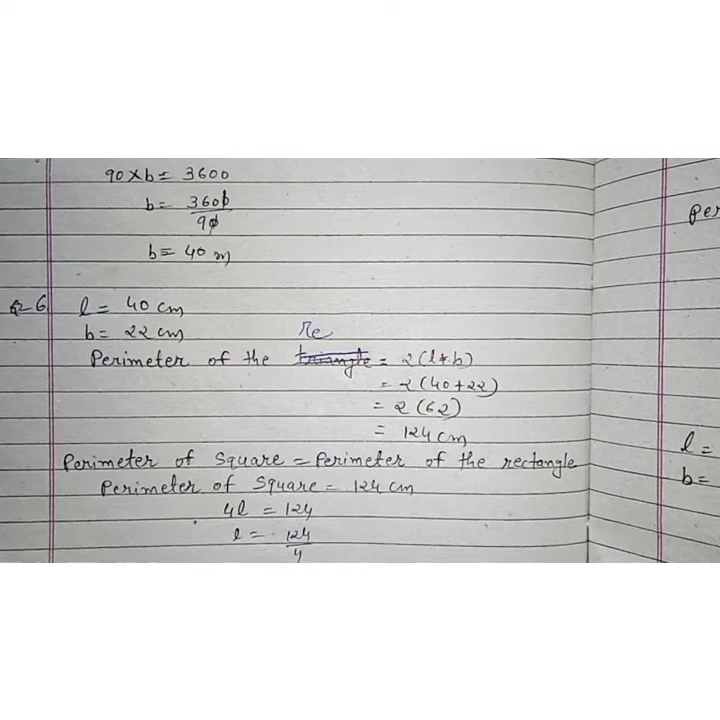 90×b = 3600
b = 3600
90
b = 40 m
Q6. l = 40 cm
b = 22 cm
Re
Perimeter of the triangle = 2(l+b)
= 2(40+22)
= 2(62)
= 124 cm
Perimeter of Square = Perimeter of the rectangle
Perimeter of Square = 124 cm
4l = 124
l = 124
4
Per
l =
b =